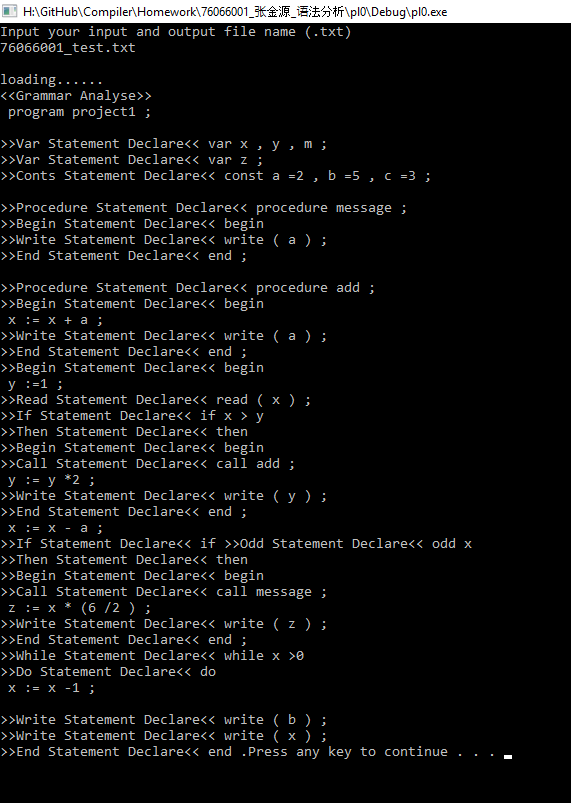 H:\GitHub\Compiler\Homework\76066001_张金源_语法分析\pl0\Debug\pl0.exe
Input your input and output file name (.txt)
76066001_test.txt
loading......
<<Grammar Analyse>>
program project1 ;
>>Var Statement Declare<< var x , y , m ;
>>Var Statement Declare<< var z ;
>>Conts Statement Declare<< const a =2 , b =5 , c =3 ;
>>Procedure Statement Declare<< procedure message ;
>>Begin Statement Declare<< begin
>>Write Statement Declare<< write ( a ) ;
>>End Statement Declare<< end ;
>>Procedure Statement Declare<< procedure add ;
>>Begin Statement Declare<< begin
x := x + a ;
>>Write Statement Declare<< write ( a ) ;
>>End Statement Declare<< end ;
>>Begin Statement Declare<< begin
y :=1 ;
>>Read Statement Declare<< read ( x ) ;
>>If Statement Declare<< if x > y
>>Then Statement Declare<< then
>>Begin Statement Declare<< begin
>>Call Statement Declare<< call add ;
y := y *2 ;
>>Write Statement Declare<< write ( y ) ;
>>End Statement Declare<< end ;
x := x - a ;
>>If Statement Declare<< if >>Odd Statement Declare<< odd x
>>Then Statement Declare<< then
>>Begin Statement Declare<< begin
>>Call Statement Declare<< call message ;
z := x * (6 /2 ) ;
>>Write Statement Declare<< write ( z ) ;
>>End Statement Declare<< end ;
>>While Statement Declare<< while x >0
>>Do Statement Declare<< do
x := x -1 ;
>>Write Statement Declare<< write ( b ) ;
>>Write Statement Declare<< write ( x ) ;
>>End Statement Declare<< end .Press any key to continue . . .